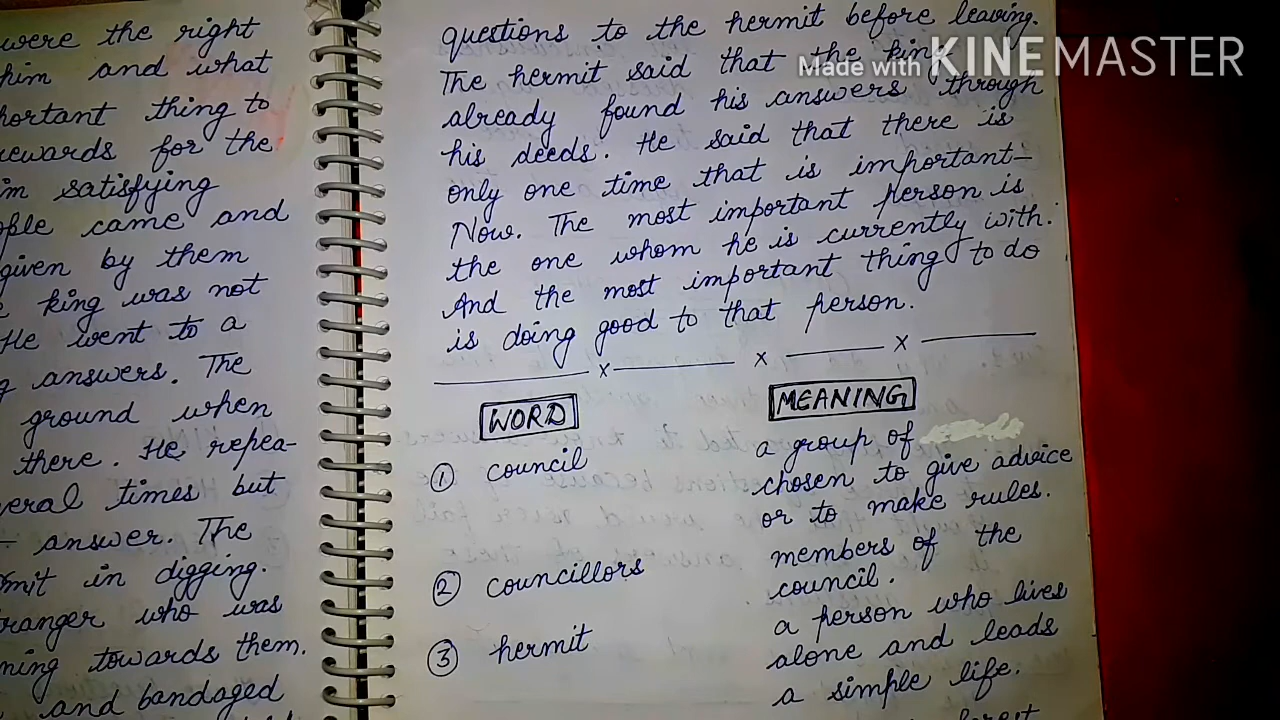 were the right
him and what
portant thing to
rewards for the
satisfying
came and
given by them
king was not
He went to a
answers. The
ground when
there. He repea-
veral times but
answer. The
rmit in digging.
tranger who was
ning towards them.
and bandaged
questions to the hermit before leaving.
The hermit said that the king
already found his answers through
his deeds. He said that there is
only one time that is important-
Now. The most important person is
the one whom he is currently with.
And the most important thing to do
is doing good to that person.
x x x
WORD MEANING
① council a group of
chosen to give advice
or to make rules.
② councillors members of the
council.
③ hermit a person who lives
alone and leads
a simple life.
forest
Made with KINEMASTER